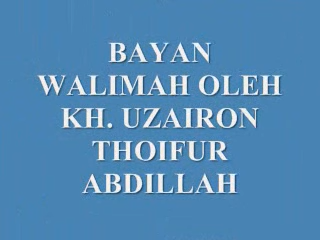 BAYAN
WALIMAH OLEH
KH. UZAIRON
THOIFUR
ABDILLAH